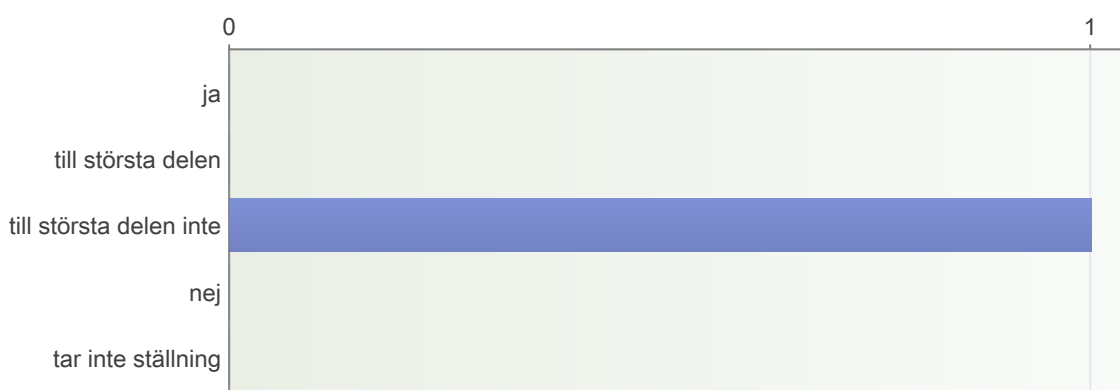 0 1
ja
till största delen
till största delen inte
nej
tar inte ställning